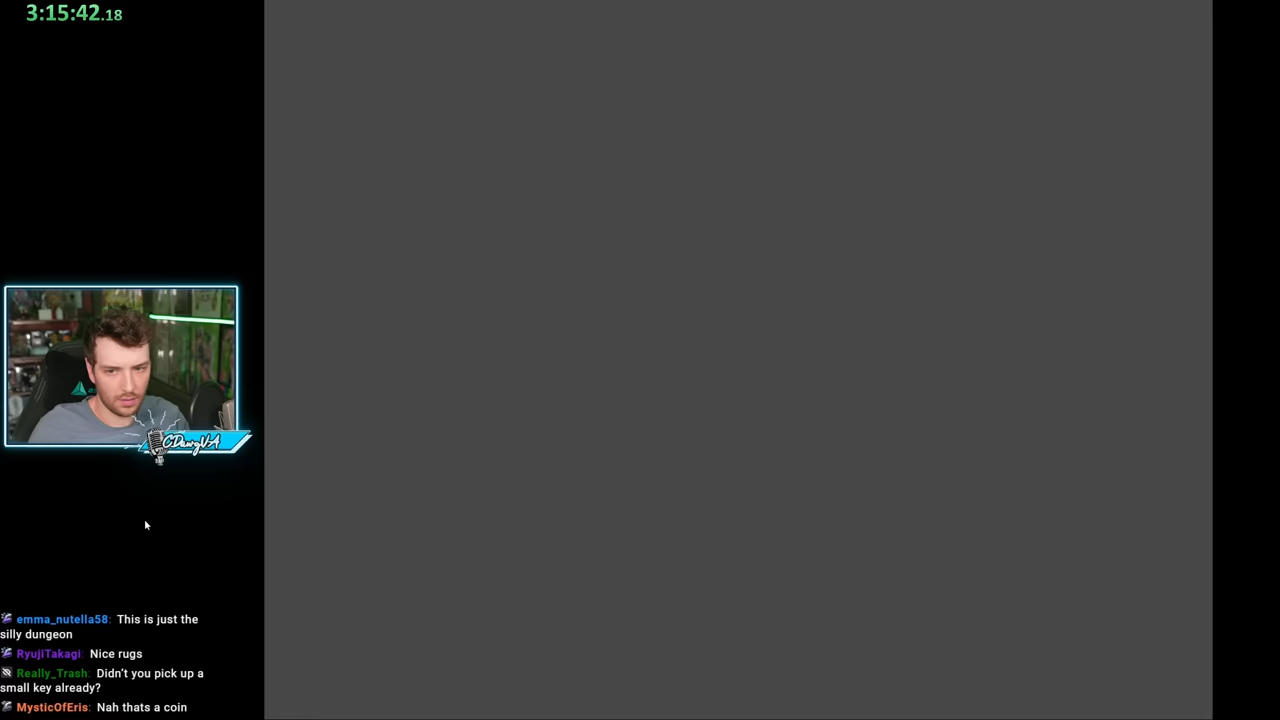 3:15:42.18
CDawgVA
emma_nutella58: This is just the
silly dungeon
RyujiTakagi: Nice rugs
Really_Trash: Didn't you pick up a
small key already?
MysticOfEris: Nah thats a coin